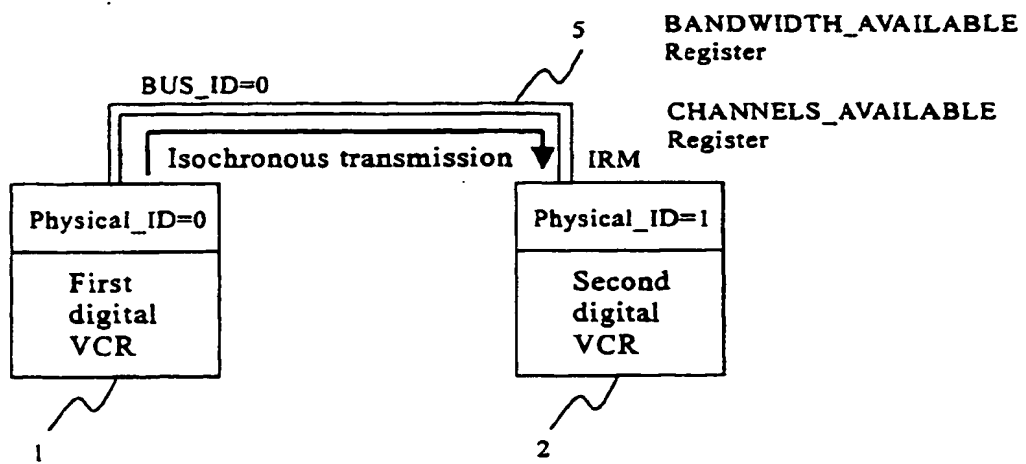 5
BANDWIDTH_AVAILABLE
Register
BUS_ID=0
CHANNELS_AVAILABLE
Register
Isochronous transmission
IRM
Physical_ID=0
Physical_ID=1
First
digital
VCR
Second
digital
VCR
1
2